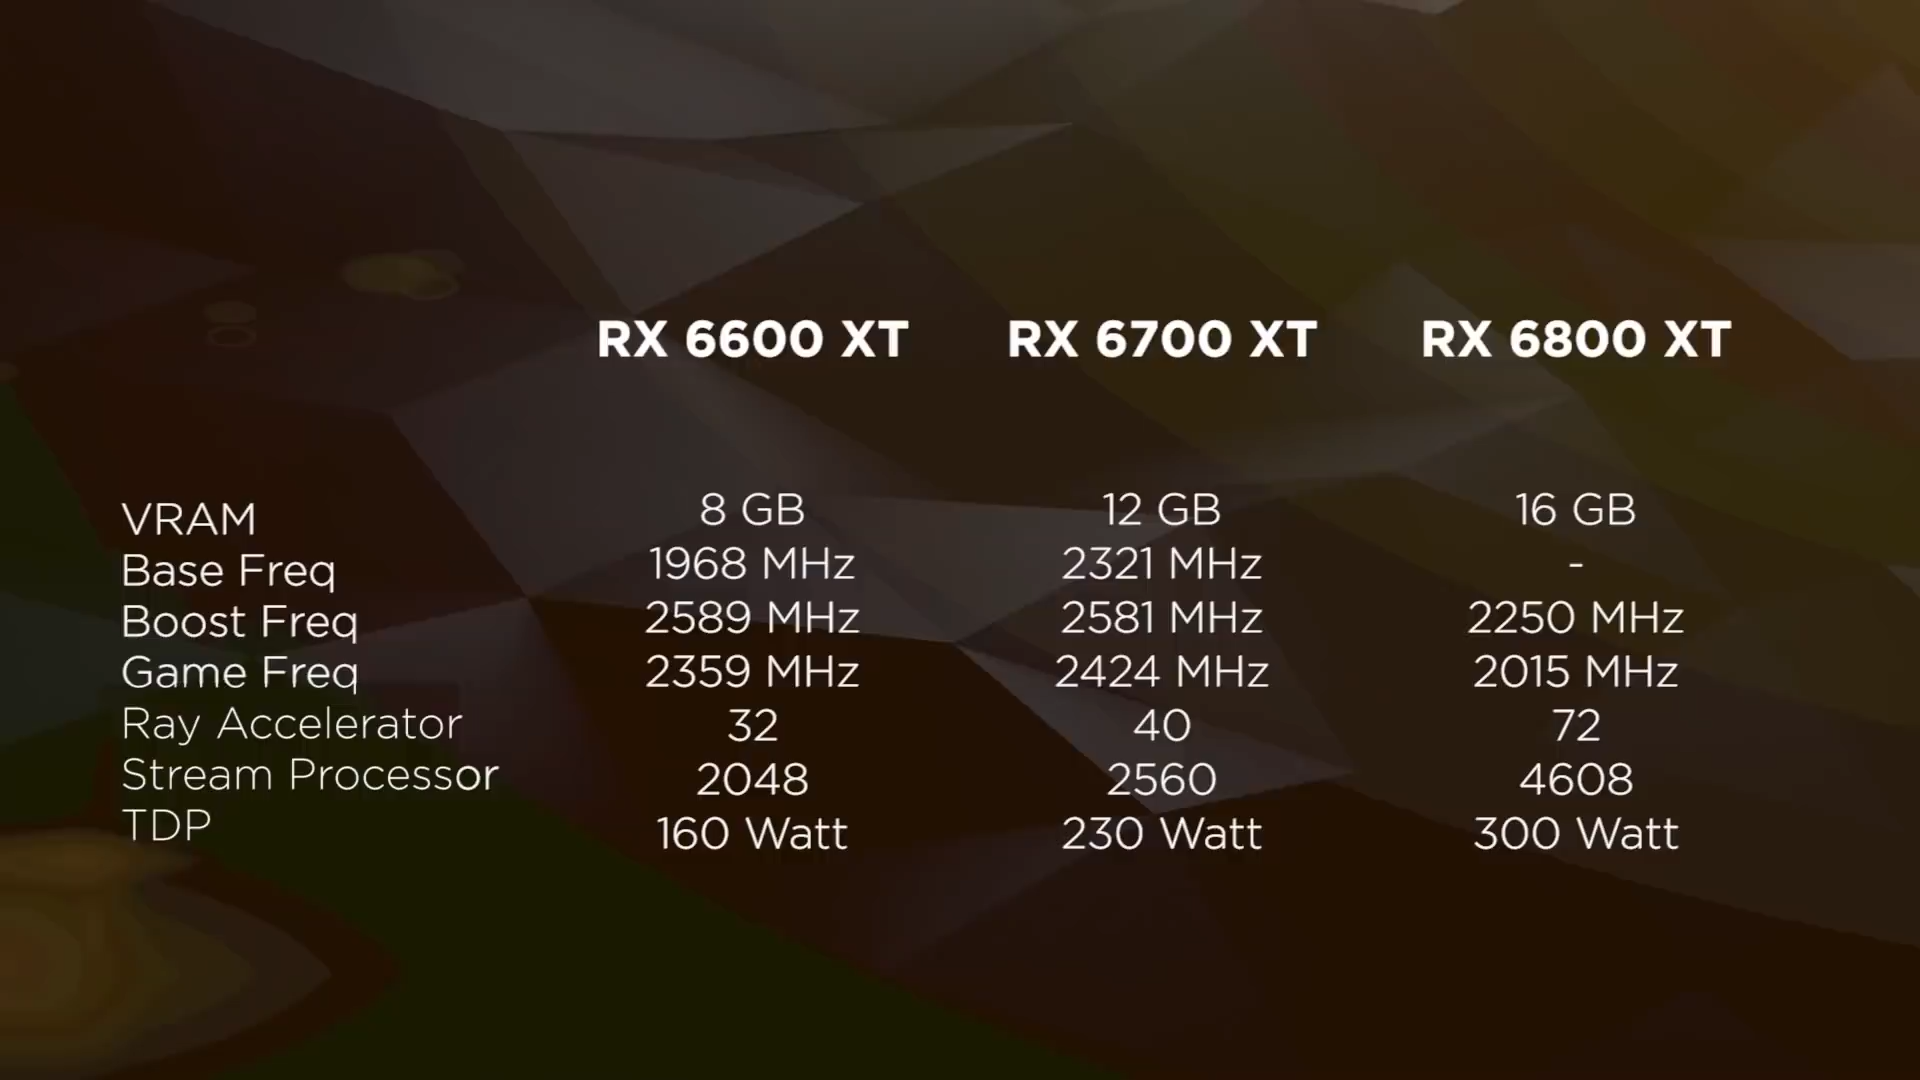 RX 6600 XT RX 6700 XT RX 6800 XT
VRAM 8 GB 12 GB 16 GB
Base Freq 1968 MHz 2321 MHz -
Boost Freq 2589 MHz 2581 MHz 2250 MHz
Game Freq 2359 MHz 2424 MHz 2015 MHz
Ray Accelerator 32 40 72
Stream Processor 2048 2560 4608
TDP 160 Watt 230 Watt 300 Watt